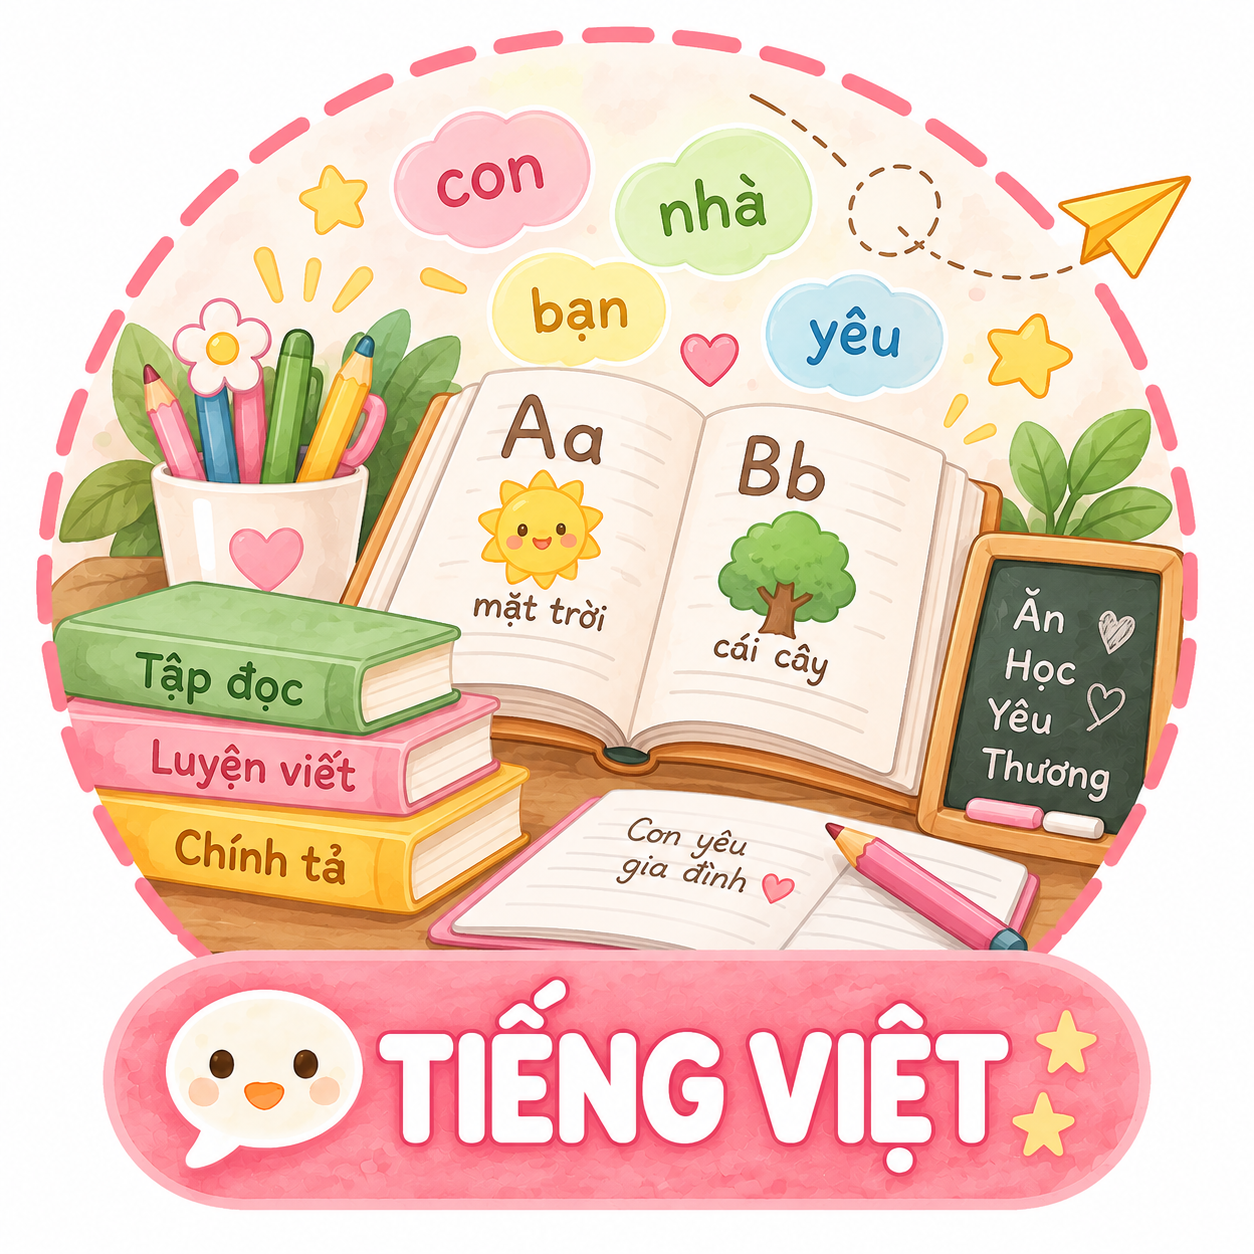 con
nhà
bạn
yêu
Aa
mặt trời
Bb
cái cây
Tập đọc
Luyện viết
Chính tả
Ăn
Học
Yêu
Thương
Con yêu
gia đình
TIẾNG VIỆT